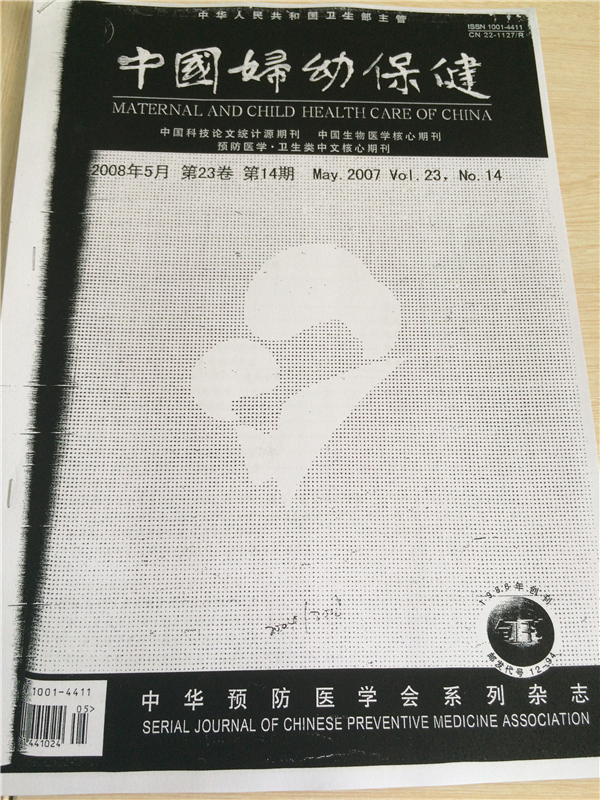 中华人民共和国卫生部主管
ISSN 1001-4411
CN 22-1127/R
中國婦幼保健
MATERNAL AND CHILD HEALTH CARE OF CHINA
中国科技论文统计源期刊 中国生物医学核心期刊
预防医学·卫生类中文核心期刊
2008年5月 第23卷 第14期 May.2007 Vol.23, No.14
1988年创刊
邮发代号 12-94
1001-4411
05>
441024
中华预防医学会系列杂志
SERIAL JOURNAL OF CHINESE PREVENTIVE MEDICINE ASSOCIATION